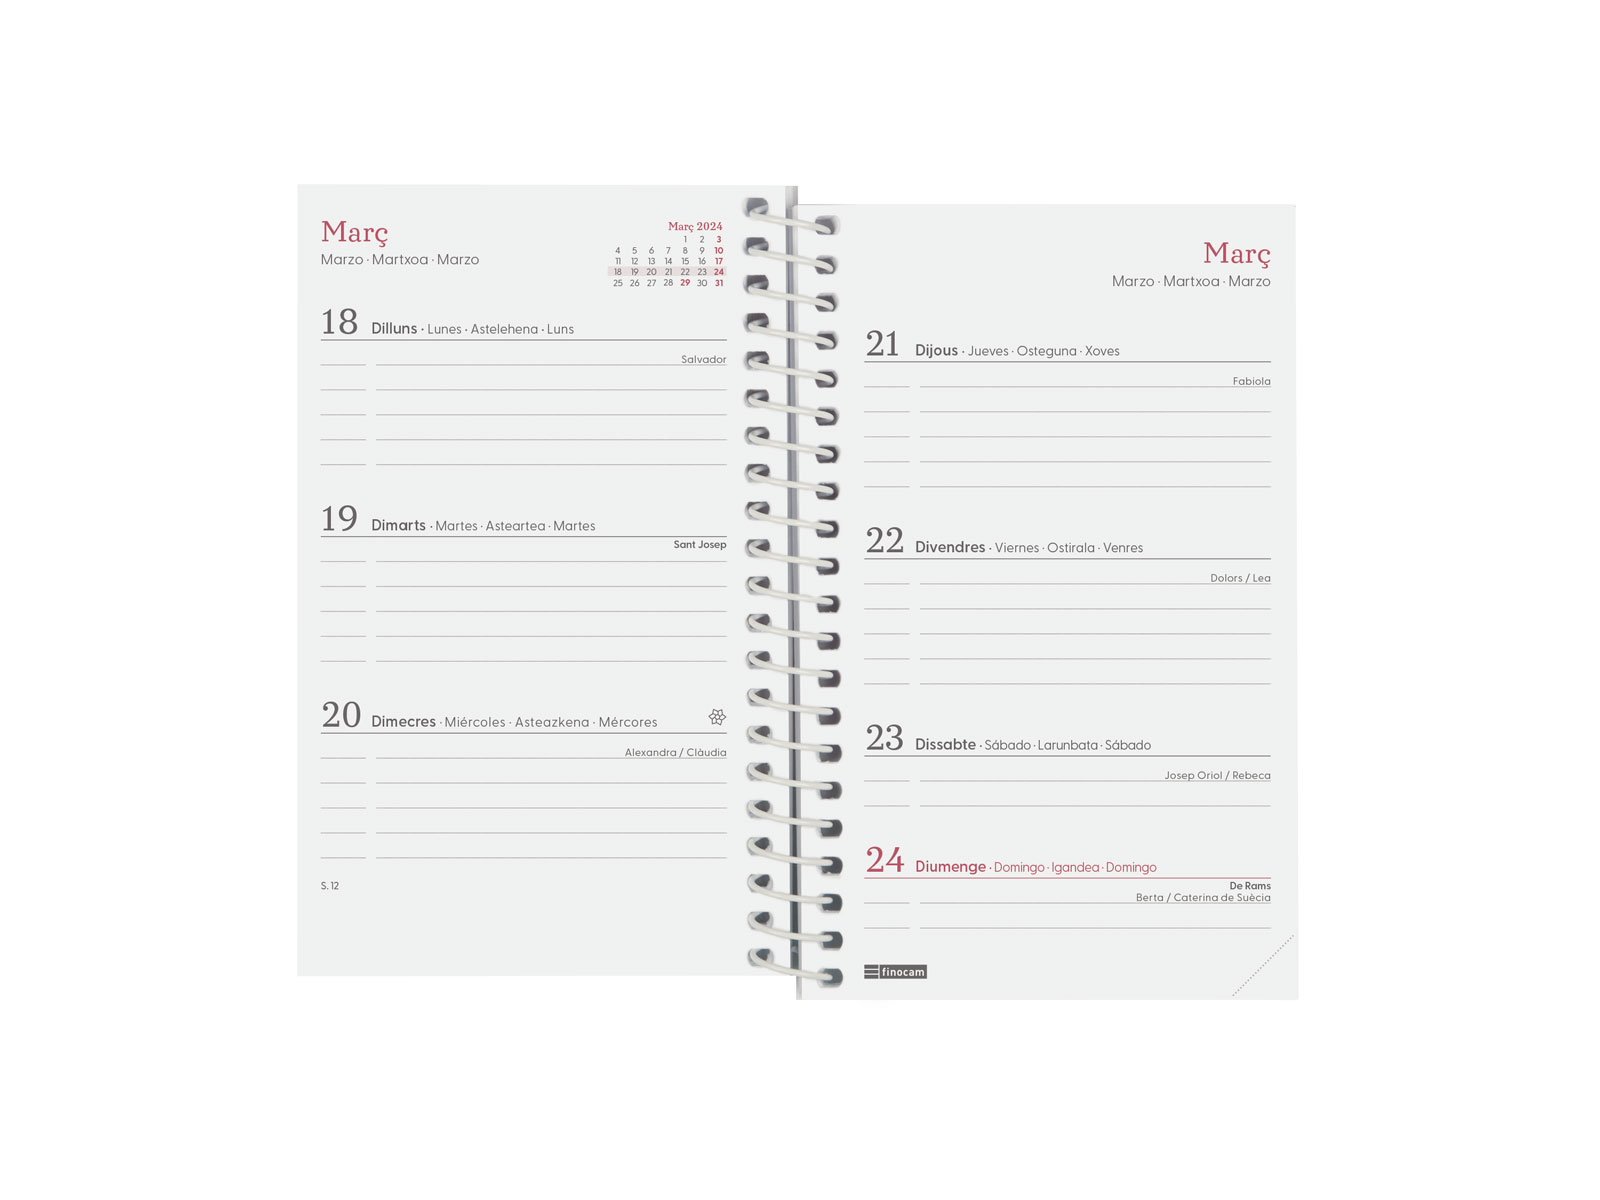 Març
Marzo · Martxoa · Marzo
Març 2024
1 2 3
4 5 6 7 8 9 10
11 12 13 14 15 16 17
18 19 20 21 22 23 24
25 26 27 28 29 30 31
18 Dilluns · Lunes · Astelehena · Luns
Salvador
19 Dimarts · Martes · Asteartea · Martes
Sant Josep
20 Dimecres · Miércoles · Asteazkena · Mércores
Alexandra / Clàudia
S. 12
Març
Marzo · Martxoa · Marzo
21 Dijous · Jueves · Osteguna · Xoves
Fabiola
22 Divendres · Viernes · Ostirala · Venres
Dolors / Lea
23 Dissabte · Sábado · Larunbata · Sábado
Josep Oriol / Rebeca
24 Diumenge · Domingo · Igandea · Domingo
De Rams
Berta / Caterina de Suècia
finocam